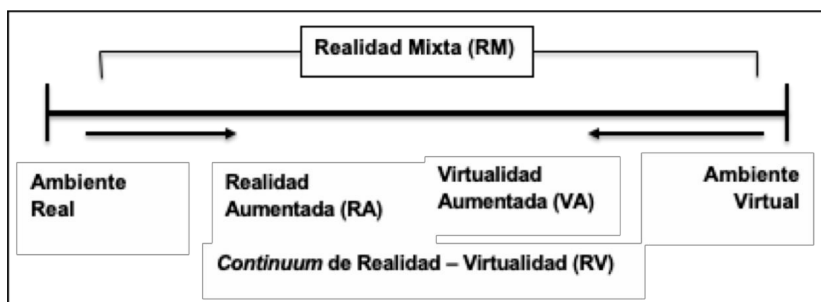 Realidad Mixta (RM)
Ambiente
Real
Realidad
Aumentada (RA)
Virtualidad
Aumentada (VA)
Ambiente
Virtual
Continuum de Realidad – Virtualidad (RV)